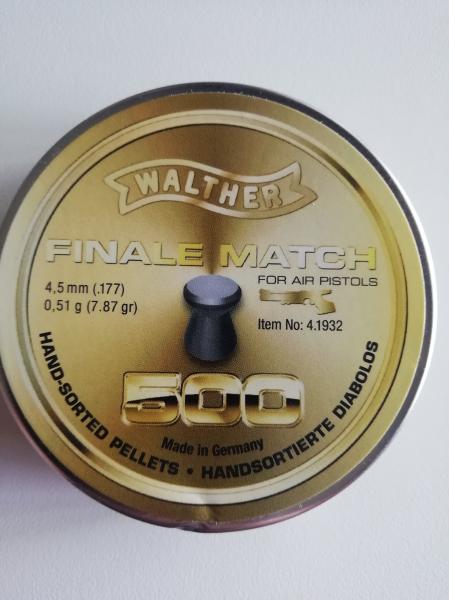 WALTHER
FINALE MATCH
FOR AIR PISTOLS
4,5 mm (.177)
0,51 g (7.87 gr)
Item No: 4.1932
500
Made in Germany
HAND-SORTED PELLETS • HANDSORTIERTE DIABOLOS